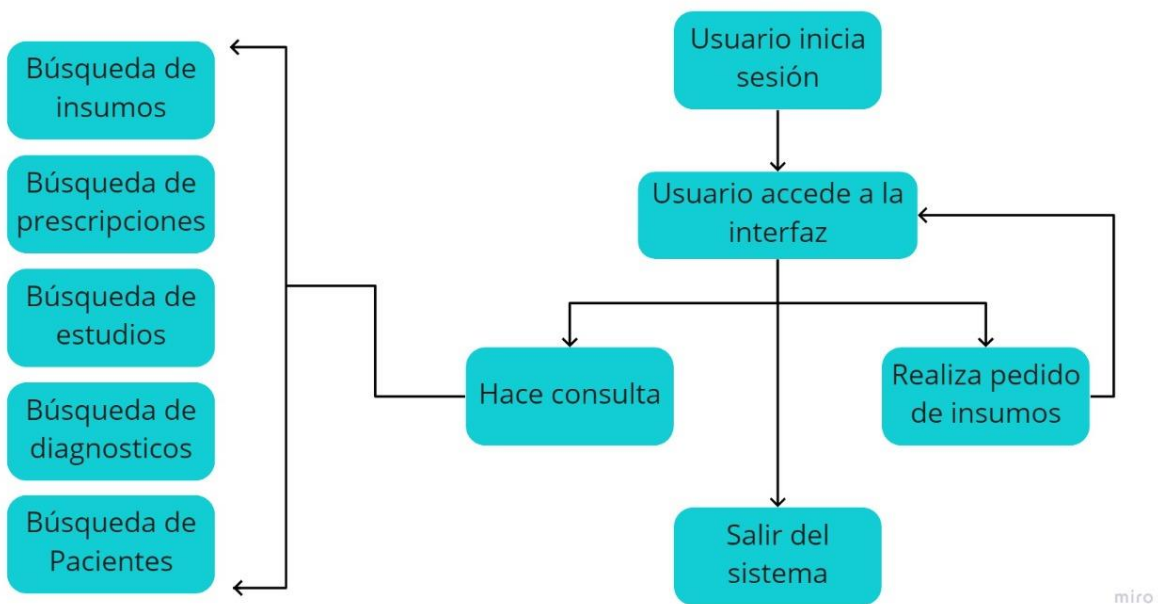 Búsqueda de
insumos
Búsqueda de
prescripciones
Búsqueda de
estudios
Búsqueda de
diagnosticos
Búsqueda de
Pacientes
Usuario inicia
sesión
Usuario accede a la
interfaz
Hace consulta
Realiza pedido
de insumos
Salir del
sistema
miro